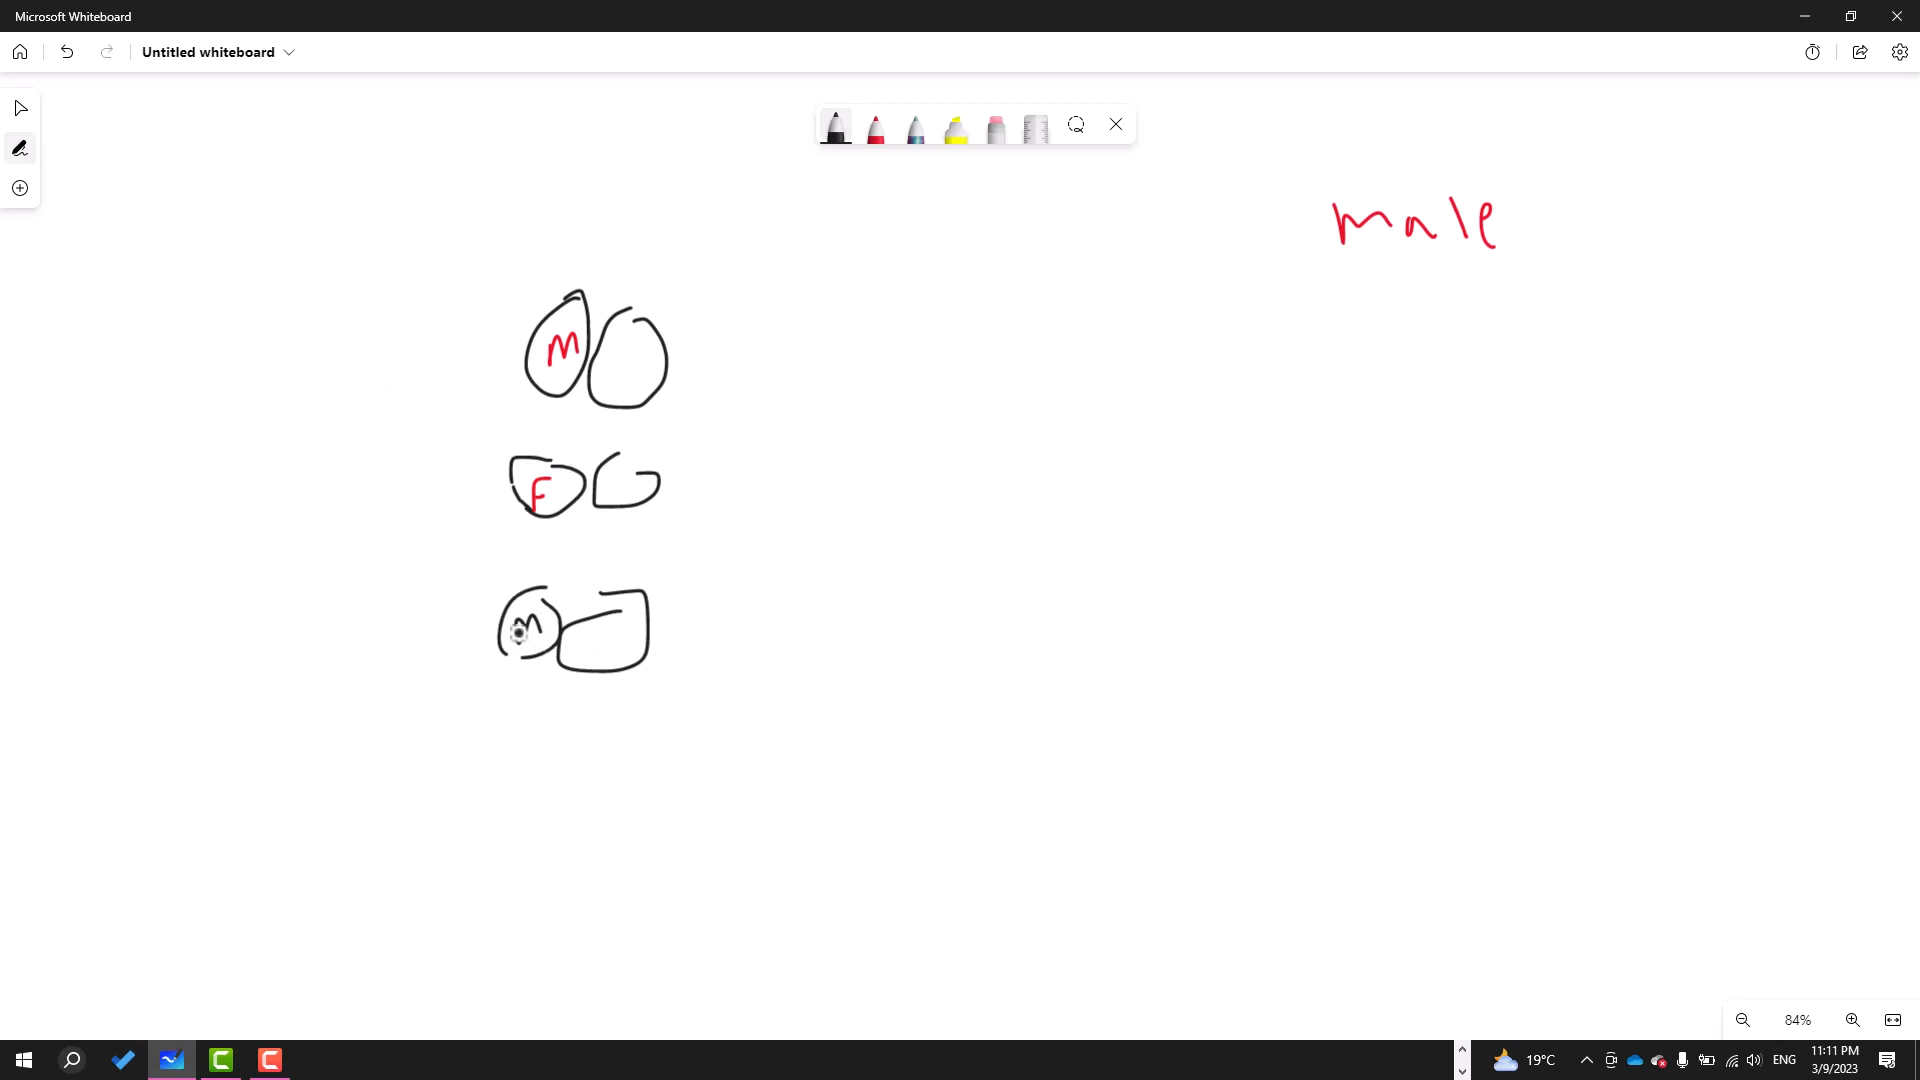 Microsoft Whiteboard
Untitled whiteboard
male
M
F
M
84%
19°C
ENG
11:11 PM
3/9/2023